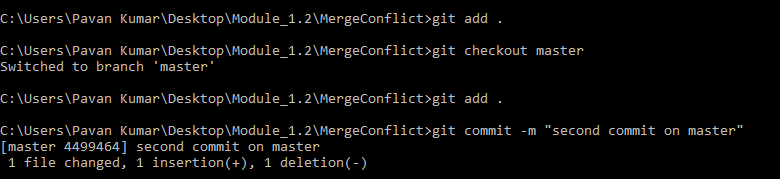 C:\Users\Pavan Kumar\Desktop\Module_1.2\MergeConflict>git add .
C:\Users\Pavan Kumar\Desktop\Module_1.2\MergeConflict>git checkout master
Switched to branch 'master'
C:\Users\Pavan Kumar\Desktop\Module_1.2\MergeConflict>git add .
C:\Users\Pavan Kumar\Desktop\Module_1.2\MergeConflict>git commit -m "second commit on master"
[master 4499464] second commit on master
 1 file changed, 1 insertion(+), 1 deletion(-)